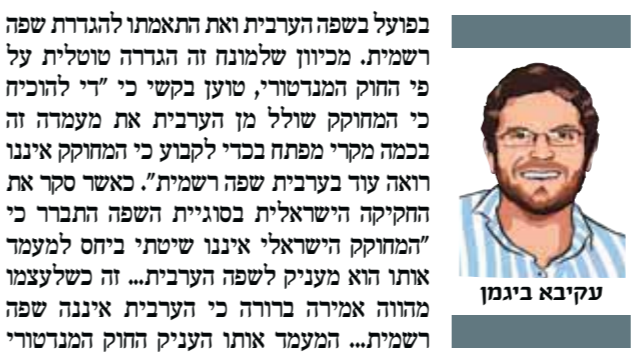 בפועל בשפה הערבית ואת התאמתו להגדרת שפה
רשמית. מכיוון שלמונח זה הגדרה טוטלית על
פי החוק המנדטורי, טוען בקשי כי "די להוכיח
כי המחוקק שולל מן הערבית את מעמדה זה
בכמה מקרי מפתח בכדי לקבוע כי המחוקק איננו
רואה עוד בערבית שפה רשמית". כאשר סקר את
החקיקה הישראלית בסוגיית השפה התברר כי
"המחוקק הישראלי איננו שיטתי ביחס למעמד
אותו הוא מעניק לשפה הערבית... זה כשלעצמו
מהווה אמירה ברורה כי הערבית איננה שפה
רשמית... המעמד אותו העניק החוק המנדטורי
עקיבא ביגמן